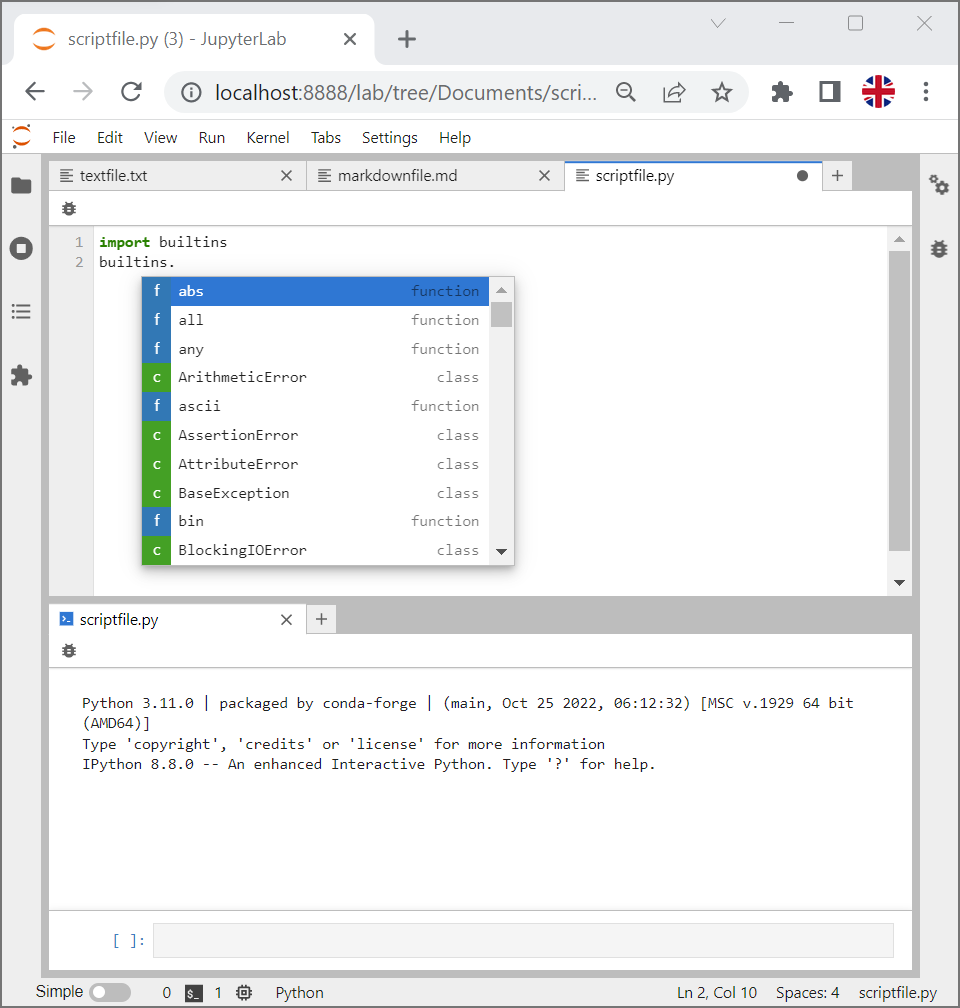 scriptfile.py (3) - JupyterLab
localhost:8888/lab/tree/Documents/scri...
File Edit View Run Kernel Tabs Settings Help
textfile.txt markdownfile.md scriptfile.py
1 import builtins
2 builtins.
f abs function
f all function
f any function
c ArithmeticError class
f ascii function
c AssertionError class
c AttributeError class
c BaseException class
f bin function
c BlockingIOError class
scriptfile.py
Python 3.11.0 | packaged by conda-forge | (main, Oct 25 2022, 06:12:32) [MSC v.1929 64 bit
(AMD64)]
Type 'copyright', 'credits' or 'license' for more information
IPython 8.8.0 -- An enhanced Interactive Python. Type '?' for help.
[ ]:
Simple 0 $_ 1 Python Ln 2, Col 10 Spaces: 4 scriptfile.py